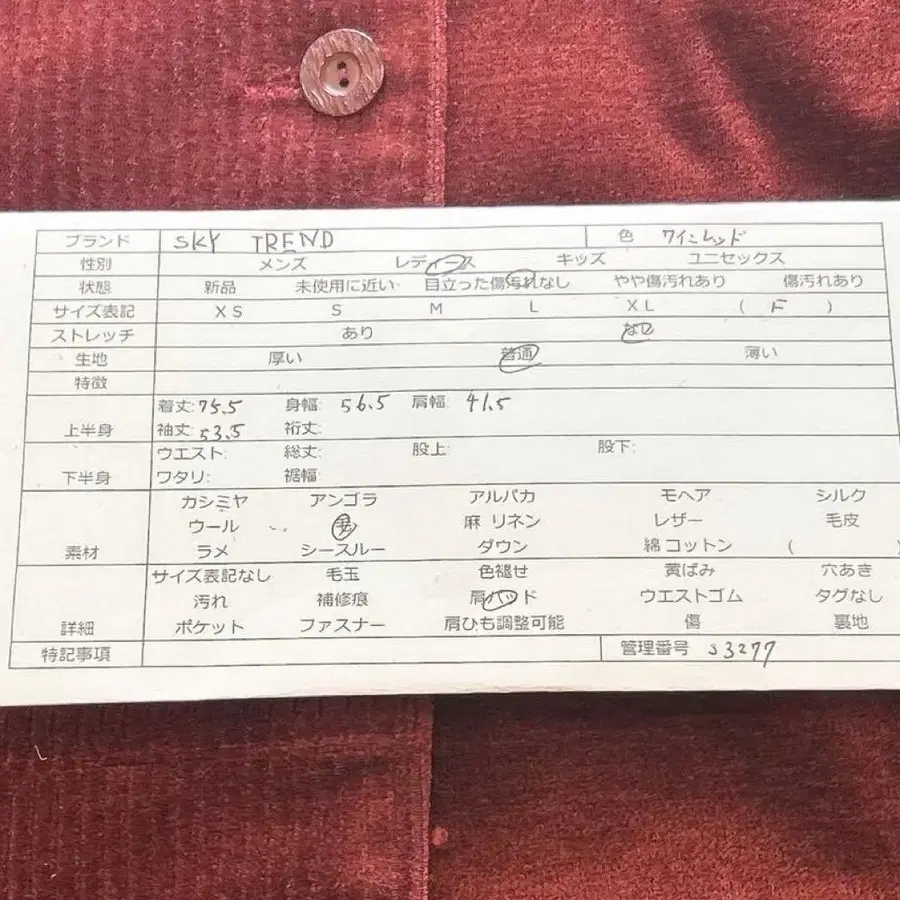 ブランド SKY TREND 色 ワインレッド
性別 メンズ レディース キッズ ユニセックス
状態 新品 未使用に近い 目立った傷汚れなし やや傷汚れあり 傷汚れあり
サイズ表記 XS S M L XL ( F )
ストレッチ あり なし
生地 厚い 普通 薄い
特徴
上半身 着丈:75.5 身幅: 56.5 肩幅: 41.5
袖丈:53.5 裄丈:
下半身 ウエスト: 総丈: 股上: 股下:
ワタリ: 裾幅:
素材 カシミヤ アンゴラ アルパカ モヘア シルク
ウール 毛 麻 リネン レザー 毛皮
ラメ シースルー ダウン 綿 コットン ( )
詳細 サイズ表記なし 毛玉 色褪せ 黄ばみ 穴あき
汚れ 補修痕 肩パッド ウエストゴム タグなし
ポケット ファスナー 肩ひも調整可能 傷 裏地
特記事項 管理番号 S3277